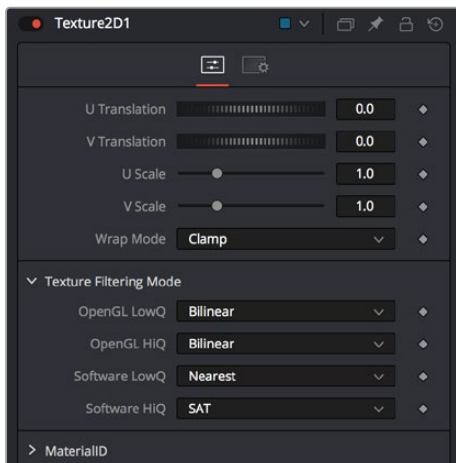 Texture2D1
U Translation 0.0
V Translation 0.0
U Scale 1.0
V Scale 1.0
Wrap Mode Clamp
Texture Filtering Mode
OpenGL LowQ Bilinear
OpenGL HiQ Bilinear
Software LowQ Nearest
Software HiQ SAT
MaterialID